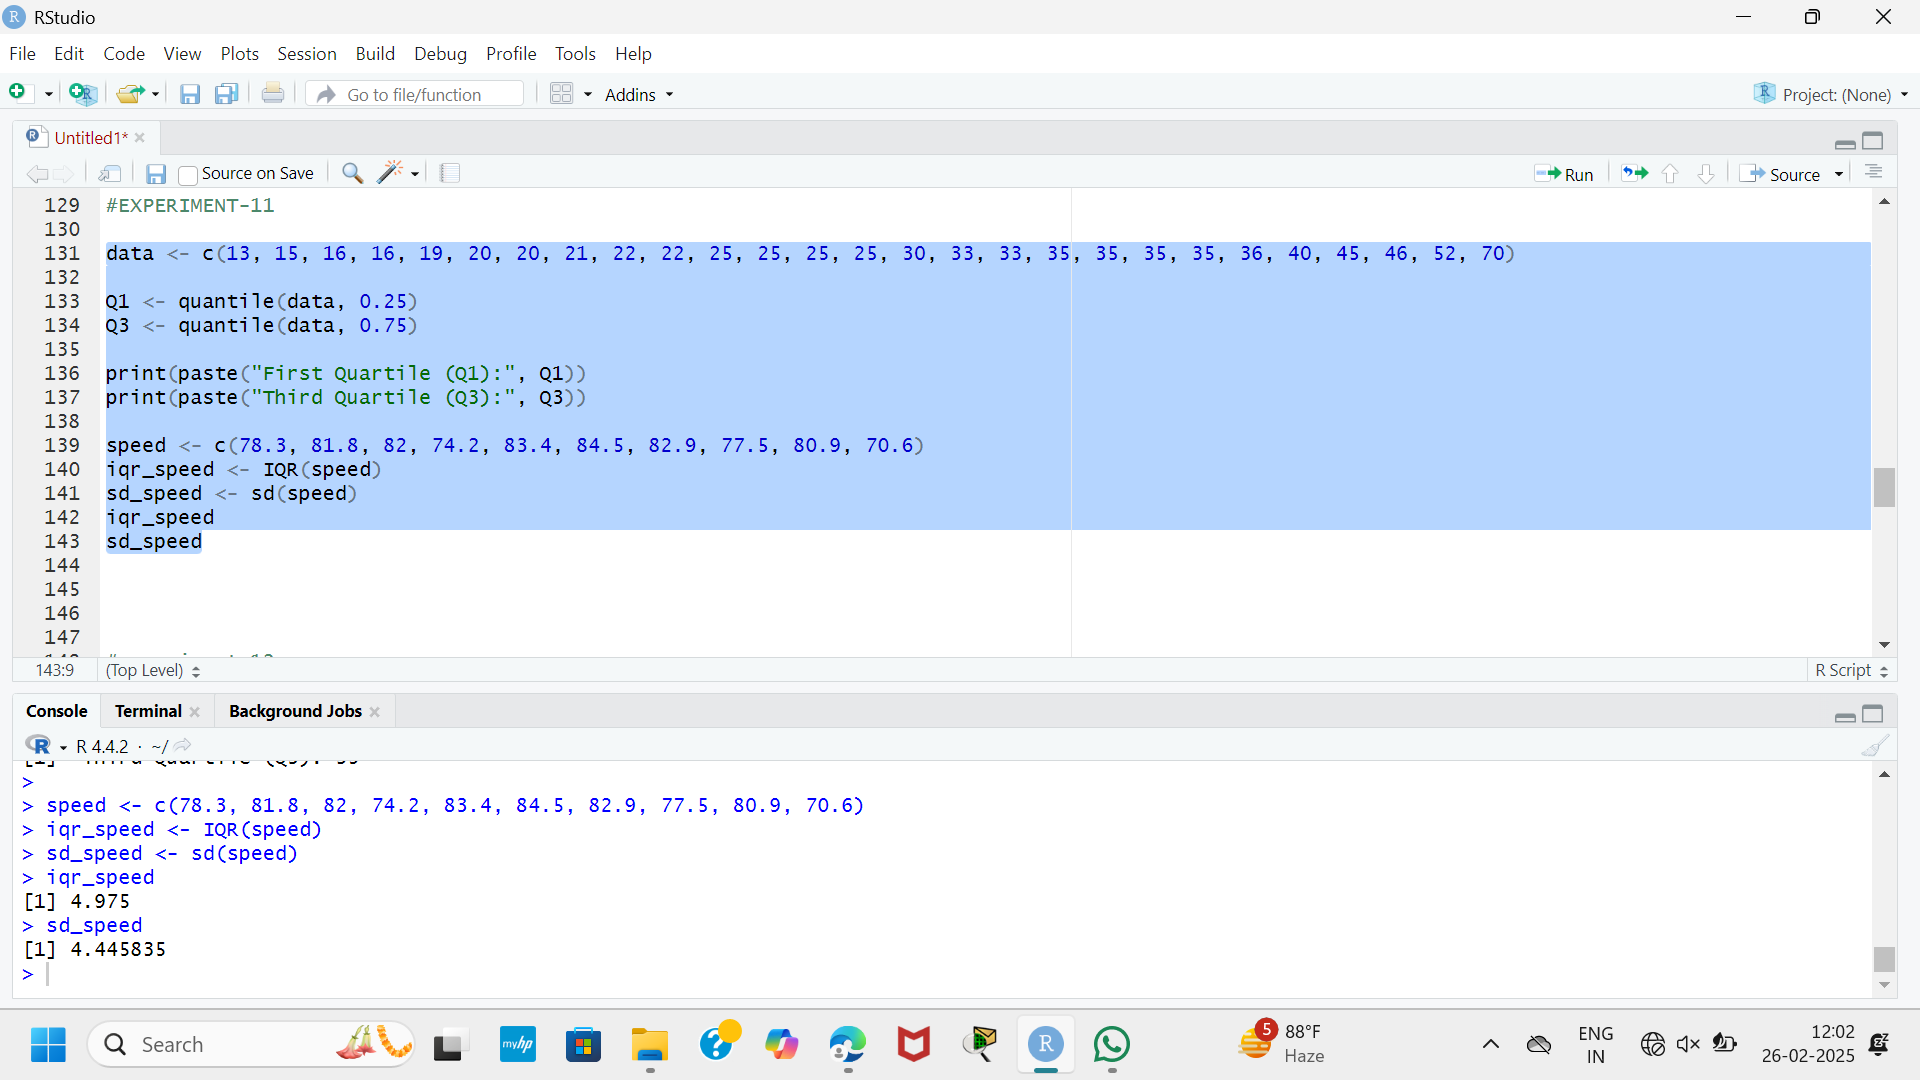 RStudio
File Edit Code View Plots Session Build Debug Profile Tools Help
Go to file/function Addins Project: (None)
Untitled1*
Source on Save Run Source
129 #EXPERIMENT-11
130
131 data <- c(13, 15, 16, 16, 19, 20, 20, 21, 22, 22, 25, 25, 25, 25, 30, 33, 33, 35, 35, 35, 35, 36, 40, 45, 46, 52, 70)
132
133 Q1 <- quantile(data, 0.25)
134 Q3 <- quantile(data, 0.75)
135
136 print(paste("First Quartile (Q1):", Q1))
137 print(paste("Third Quartile (Q3):", Q3))
138
139 speed <- c(78.3, 81.8, 82, 74.2, 83.4, 84.5, 82.9, 77.5, 80.9, 70.6)
140 iqr_speed <- IQR(speed)
141 sd_speed <- sd(speed)
142 iqr_speed
143 sd_speed
144
145
146
147
143:9 (Top Level) R Script
Console Terminal Background Jobs
R 4.4.2 · ~/
>
> speed <- c(78.3, 81.8, 82, 74.2, 83.4, 84.5, 82.9, 77.5, 80.9, 70.6)
> iqr_speed <- IQR(speed)
> sd_speed <- sd(speed)
> iqr_speed
[1] 4.975
> sd_speed
[1] 4.445835
>
Search myhp 5 88°F Haze ENG IN 12:02 26-02-2025